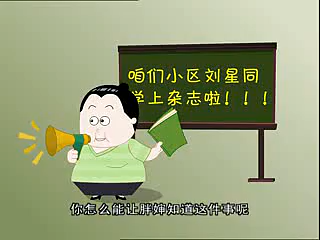 咱们小区刘星同
学上杂志啦！！！
你怎么能让胖婶知道这件事呢